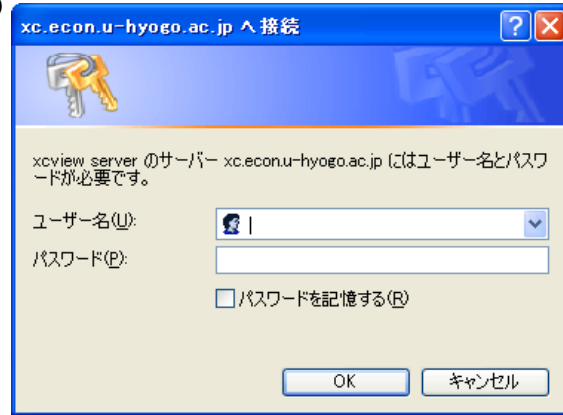 xc.econ.u-hyogo.ac.jp へ接続
xcview server のサーバー xc.econ.u-hyogo.ac.jp にはユーザー名とパスワ
ードが必要です。
ユーザー名(U):
パスワード(P):
パスワードを記憶する(R)
OK キャンセル